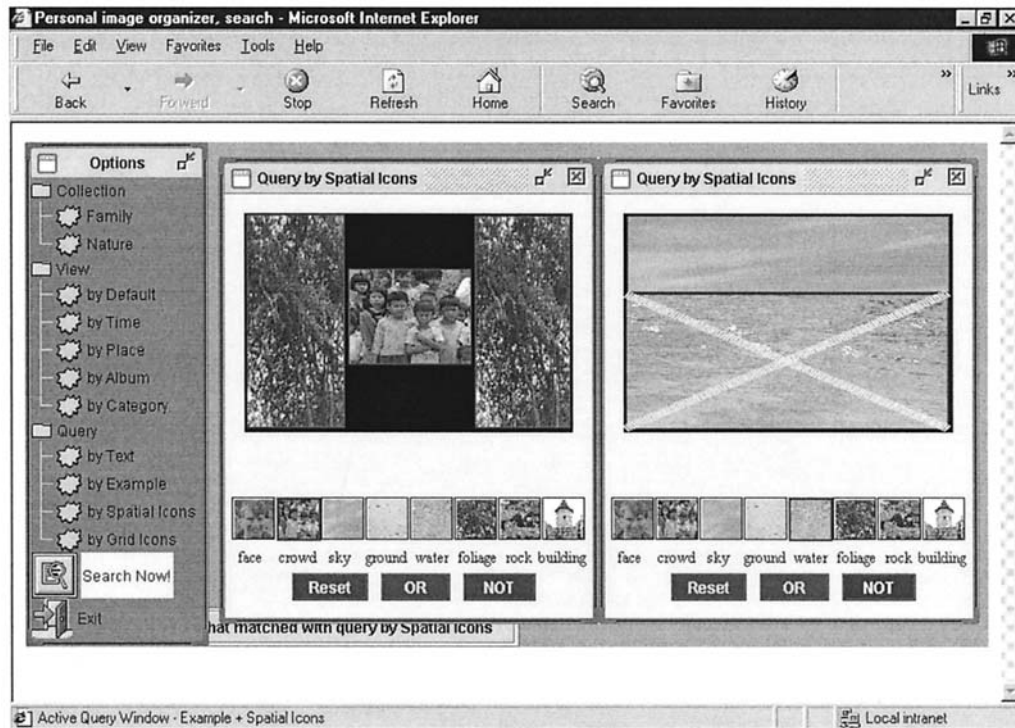 Personal image organizer, search - Microsoft Internet Explorer
File Edit View Favorites Tools Help
Back Forward Stop Refresh Home Search Favorites History » Links »
Options
Collection
Family
Nature
View
by Default
by Time
by Place
by Album
by Category
Query
by Text
by Example
by Spatial Icons
by Grid Icons
Search Now!
Exit
Query by Spatial Icons
face crowd sky ground water foliage rock building
Reset OR NOT
Query by Spatial Icons
face crowd sky ground water foliage rock building
Reset OR NOT
hat matched with query by Spatial Icons
Active Query Window - Example + Spatial Icons
Local intranet